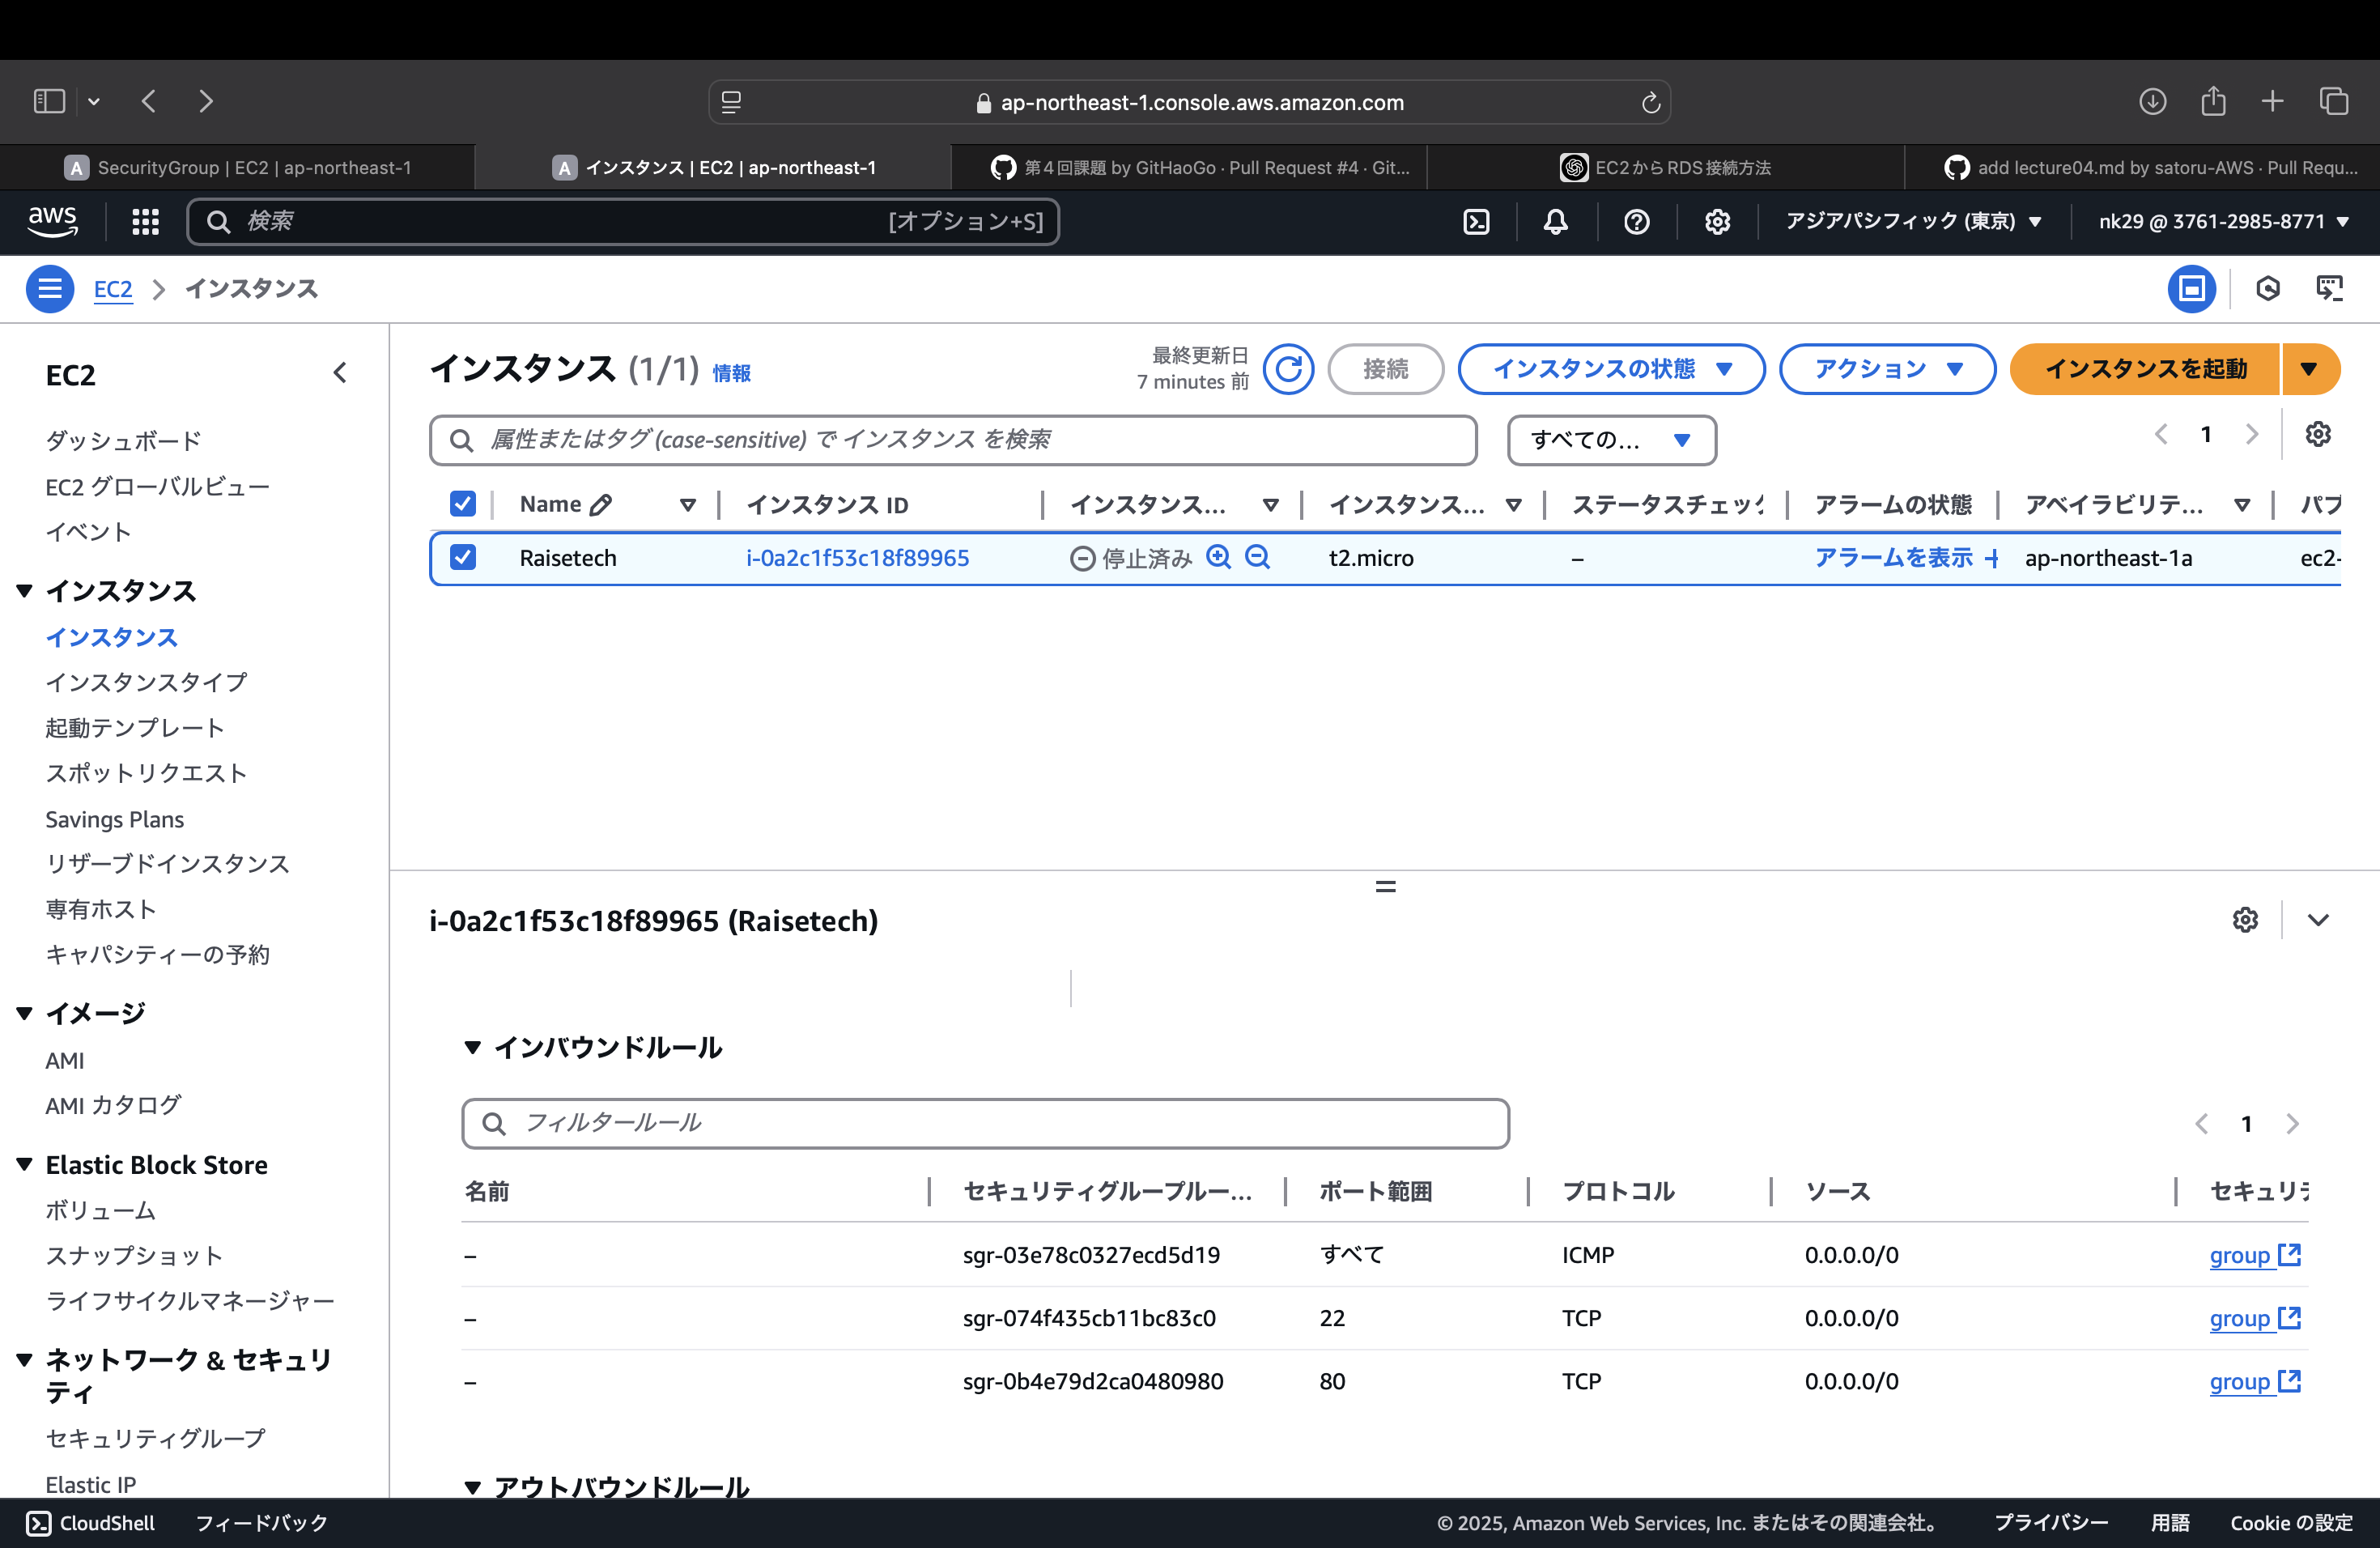 ap-northeast-1.console.aws.amazon.com
A SecurityGroup | EC2 | ap-northeast-1
A インスタンス | EC2 | ap-northeast-1
第4回課題 by GitHaoGo · Pull Request #4 · Git...
EC2からRDS接続方法
add lecture04.md by satoru-AWS · Pull Requ...
aws
検索
[オプション+S]
アジアパシフィック (東京)
nk29 @ 3761-2985-8771
EC2
インスタンス
EC2
ダッシュボード
EC2 グローバルビュー
イベント
インスタンス
インスタンス
インスタンスタイプ
起動テンプレート
スポットリクエスト
Savings Plans
リザーブドインスタンス
専有ホスト
キャパシティーの予約
イメージ
AMI
AMI カタログ
Elastic Block Store
ボリューム
スナップショット
ライフサイクルマネージャー
ネットワーク & セキュリ
ティ
セキュリティグループ
Elastic IP
インスタンス (1/1) 情報
最終更新日
7 minutes 前
接続
インスタンスの状態
アクション
インスタンスを起動
属性またはタグ (case-sensitive) で インスタンス を検索
すべての...
1
Name インスタンス ID インスタンス... インスタンス... ステータスチェック アラームの状態 アベイラビリテ... パブ
Raisetech i-0a2c1f53c18f89965 停止済み t2.micro – アラームを表示 + ap-northeast-1a ec2-
i-0a2c1f53c18f89965 (Raisetech)
インバウンドルール
フィルタールール
1
名前 セキュリティグループルー... ポート範囲 プロトコル ソース セキュリテ
– sgr-03e78c0327ecd5d19 すべて ICMP 0.0.0.0/0 group
– sgr-074f435cb11bc83c0 22 TCP 0.0.0.0/0 group
– sgr-0b4e79d2ca0480980 80 TCP 0.0.0.0/0 group
アウトバウンドルール
CloudShell フィードバック © 2025, Amazon Web Services, Inc. またはその関連会社。 プライバシー 用語 Cookie の設定